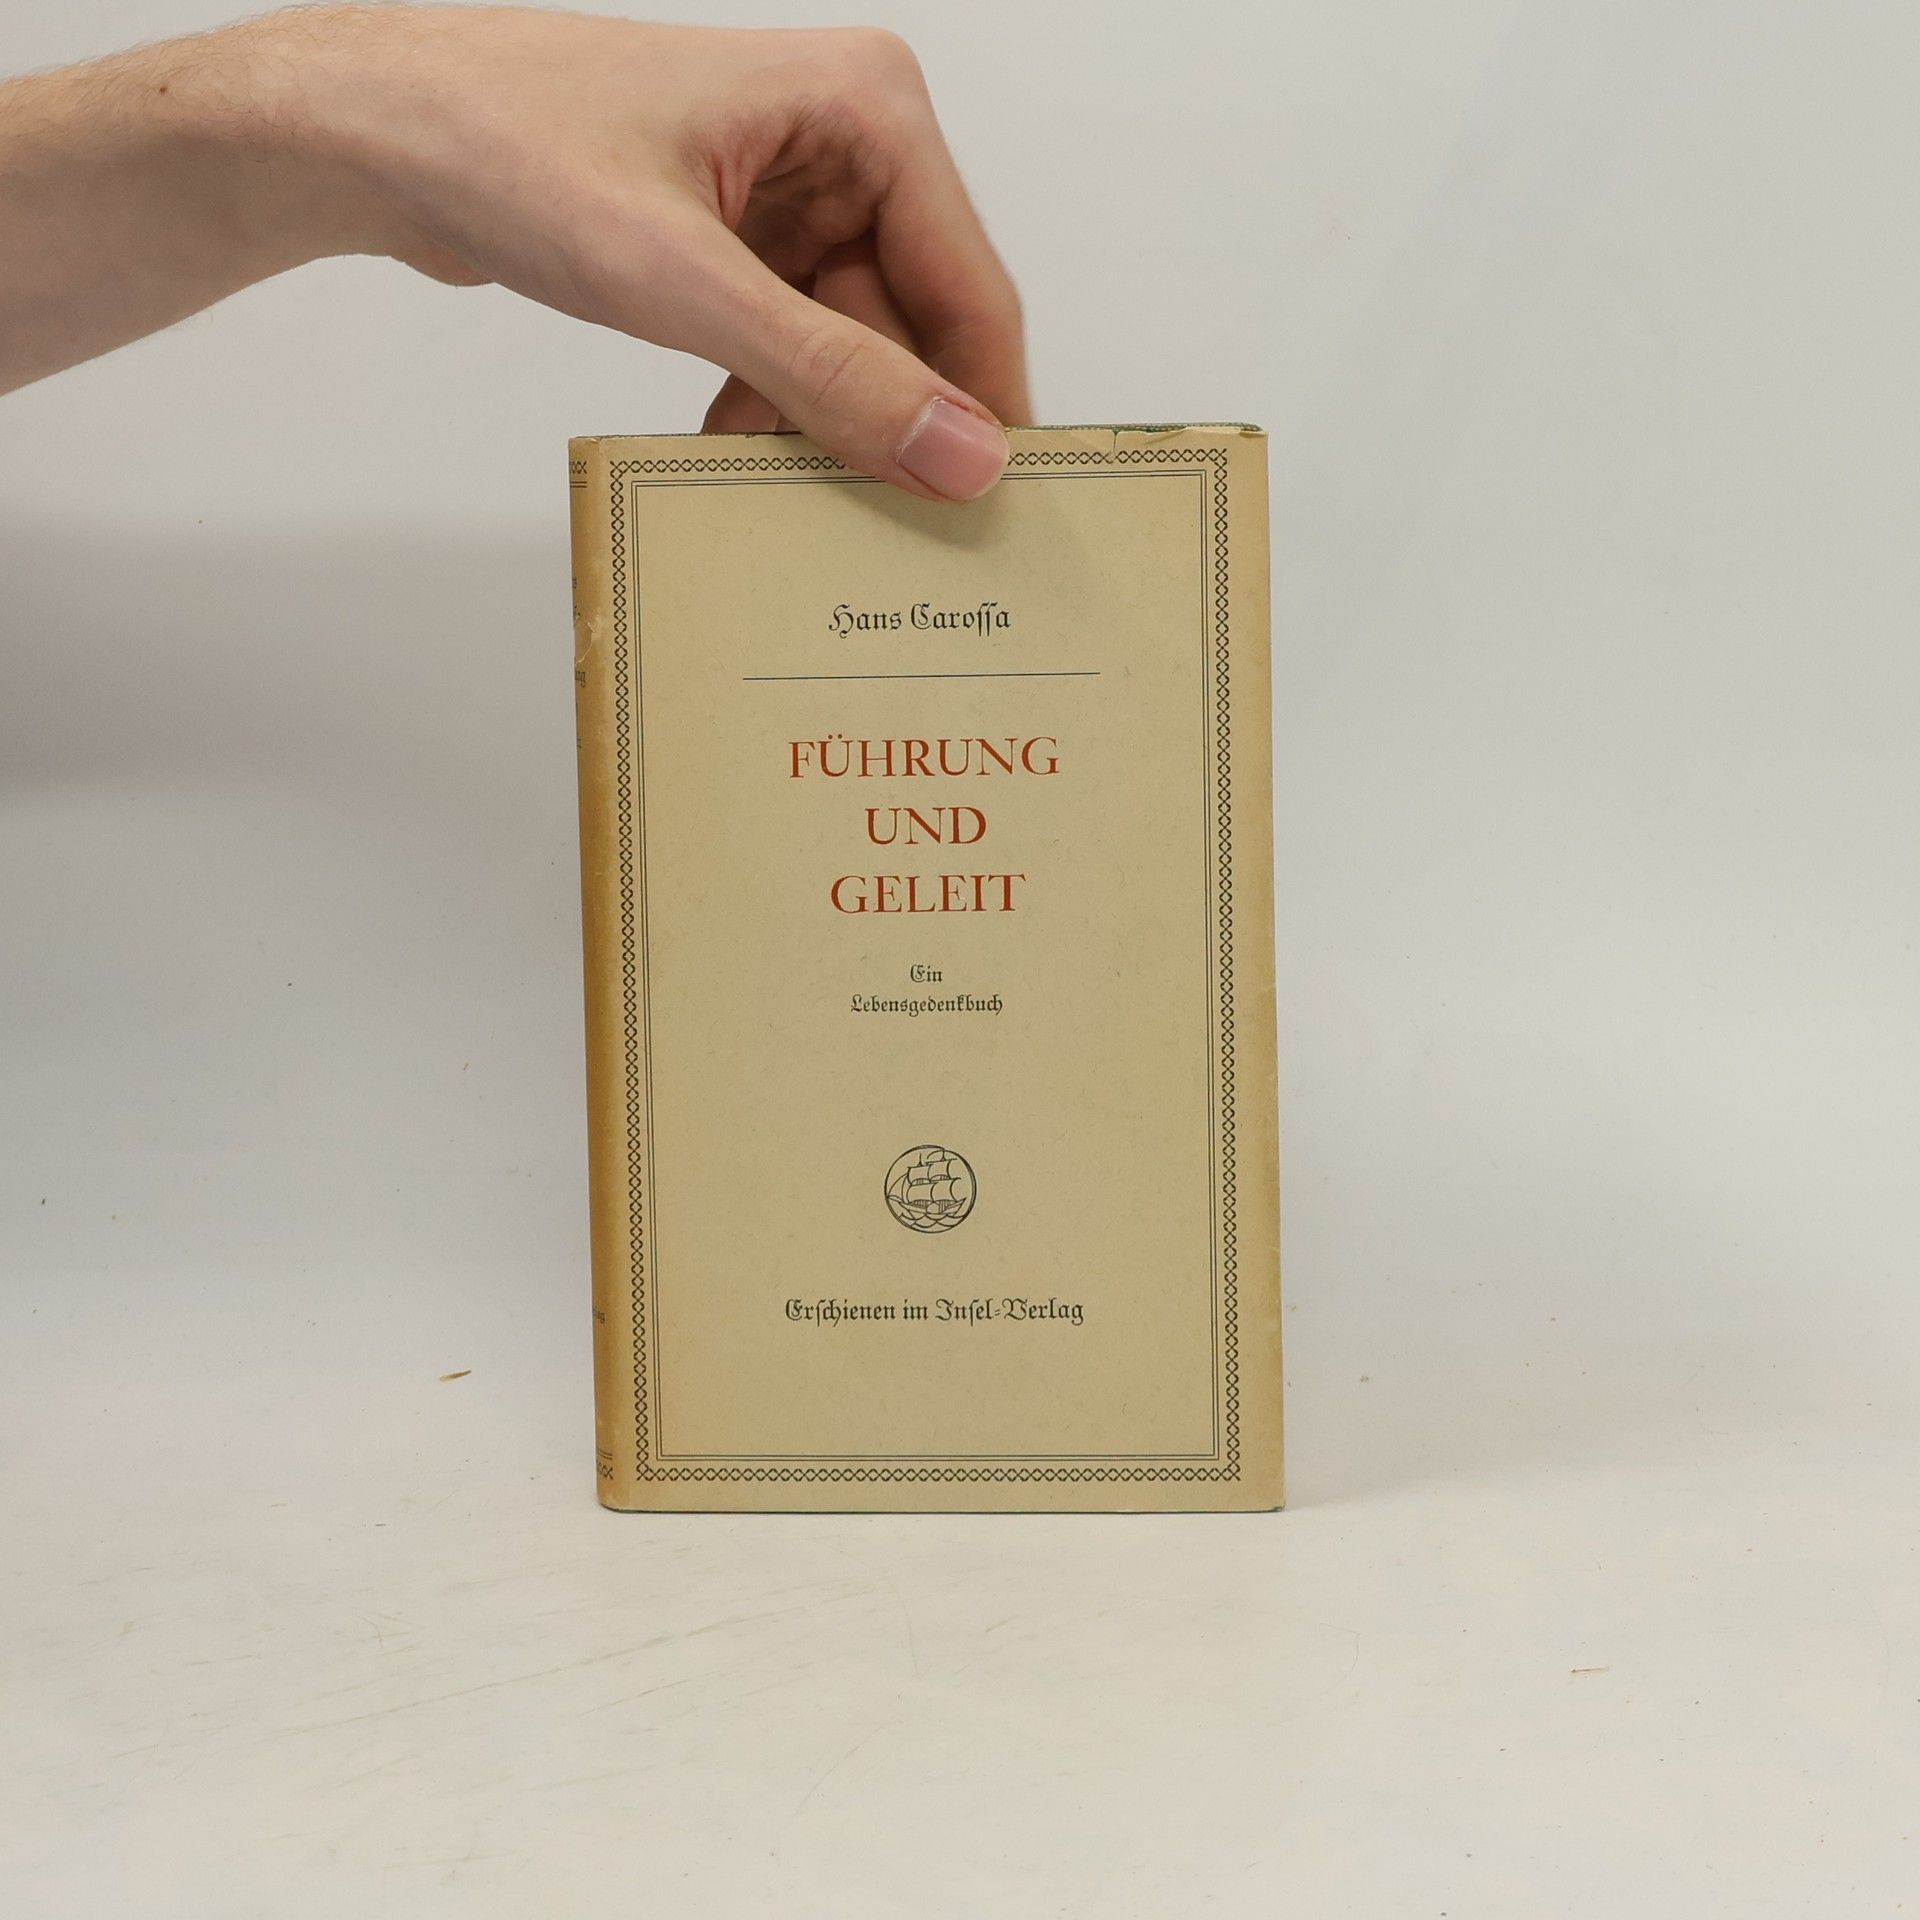 Hans Carossa
FÜHRUNG
UND
GELEIT
Ein
Lebensgedenkbuch
Erschienen im Insel-Verlag